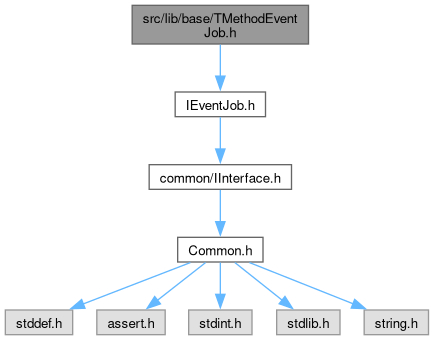 src/lib/base/TMethodEvent
Job.h
IEventJob.h
common/IInterface.h
Common.h
stddef.h
assert.h
stdint.h
stdlib.h
string.h